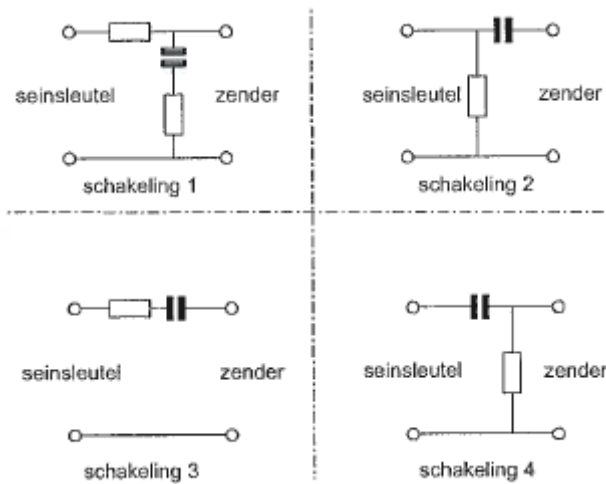 seinsleutel zender
schakeling 1
seinsleutel zender
schakeling 2
seinsleutel zender
schakeling 3
seinsleutel zender
schakeling 4